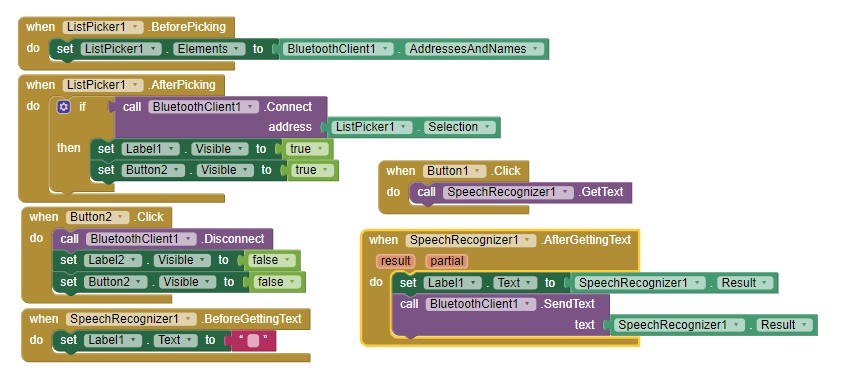 when ListPicker1 .BeforePicking
do set ListPicker1 . Elements to BluetoothClient1 . AddressesAndNames
when ListPicker1 .AfterPicking
do if call BluetoothClient1 .Connect
address ListPicker1 . Selection
then set Label1 . Visible to true
set Button2 . Visible to true
when Button1 .Click
do call SpeechRecognizer1 .GetText
when Button2 .Click
do call BluetoothClient1 .Disconnect
set Label2 . Visible to false
set Button2 . Visible to false
when SpeechRecognizer1 .AfterGettingText
result partial
do set Label1 . Text to SpeechRecognizer1 . Result
call BluetoothClient1 .SendText
text SpeechRecognizer1 . Result
when SpeechRecognizer1 .BeforeGettingText
do set Label1 . Text to " "